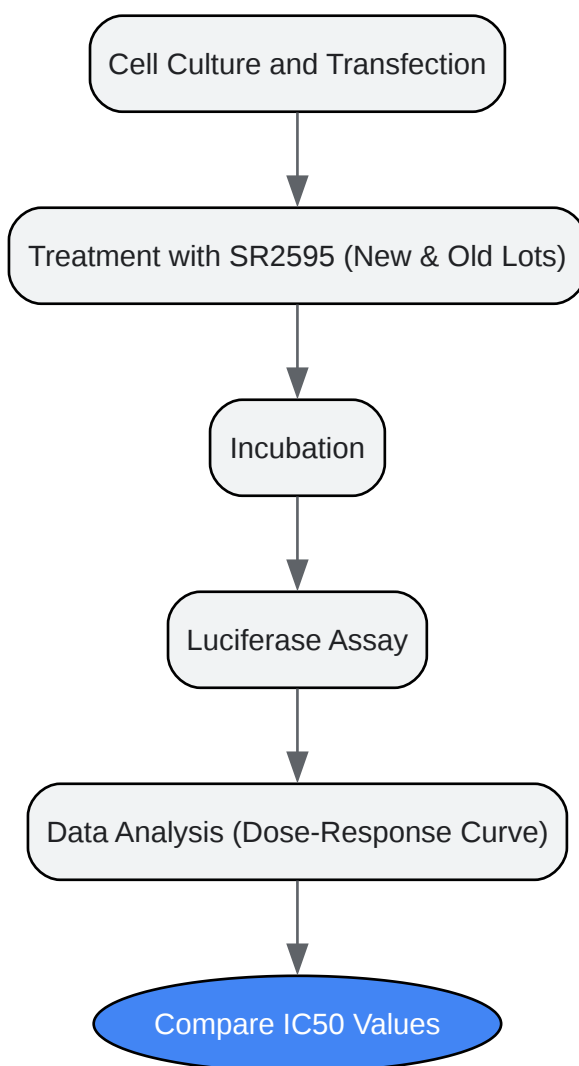 Cell Culture and Transfection
Treatment with SR2595 (New & Old Lots)
Incubation
Luciferase Assay
Data Analysis (Dose-Response Curve)
Compare IC50 Values